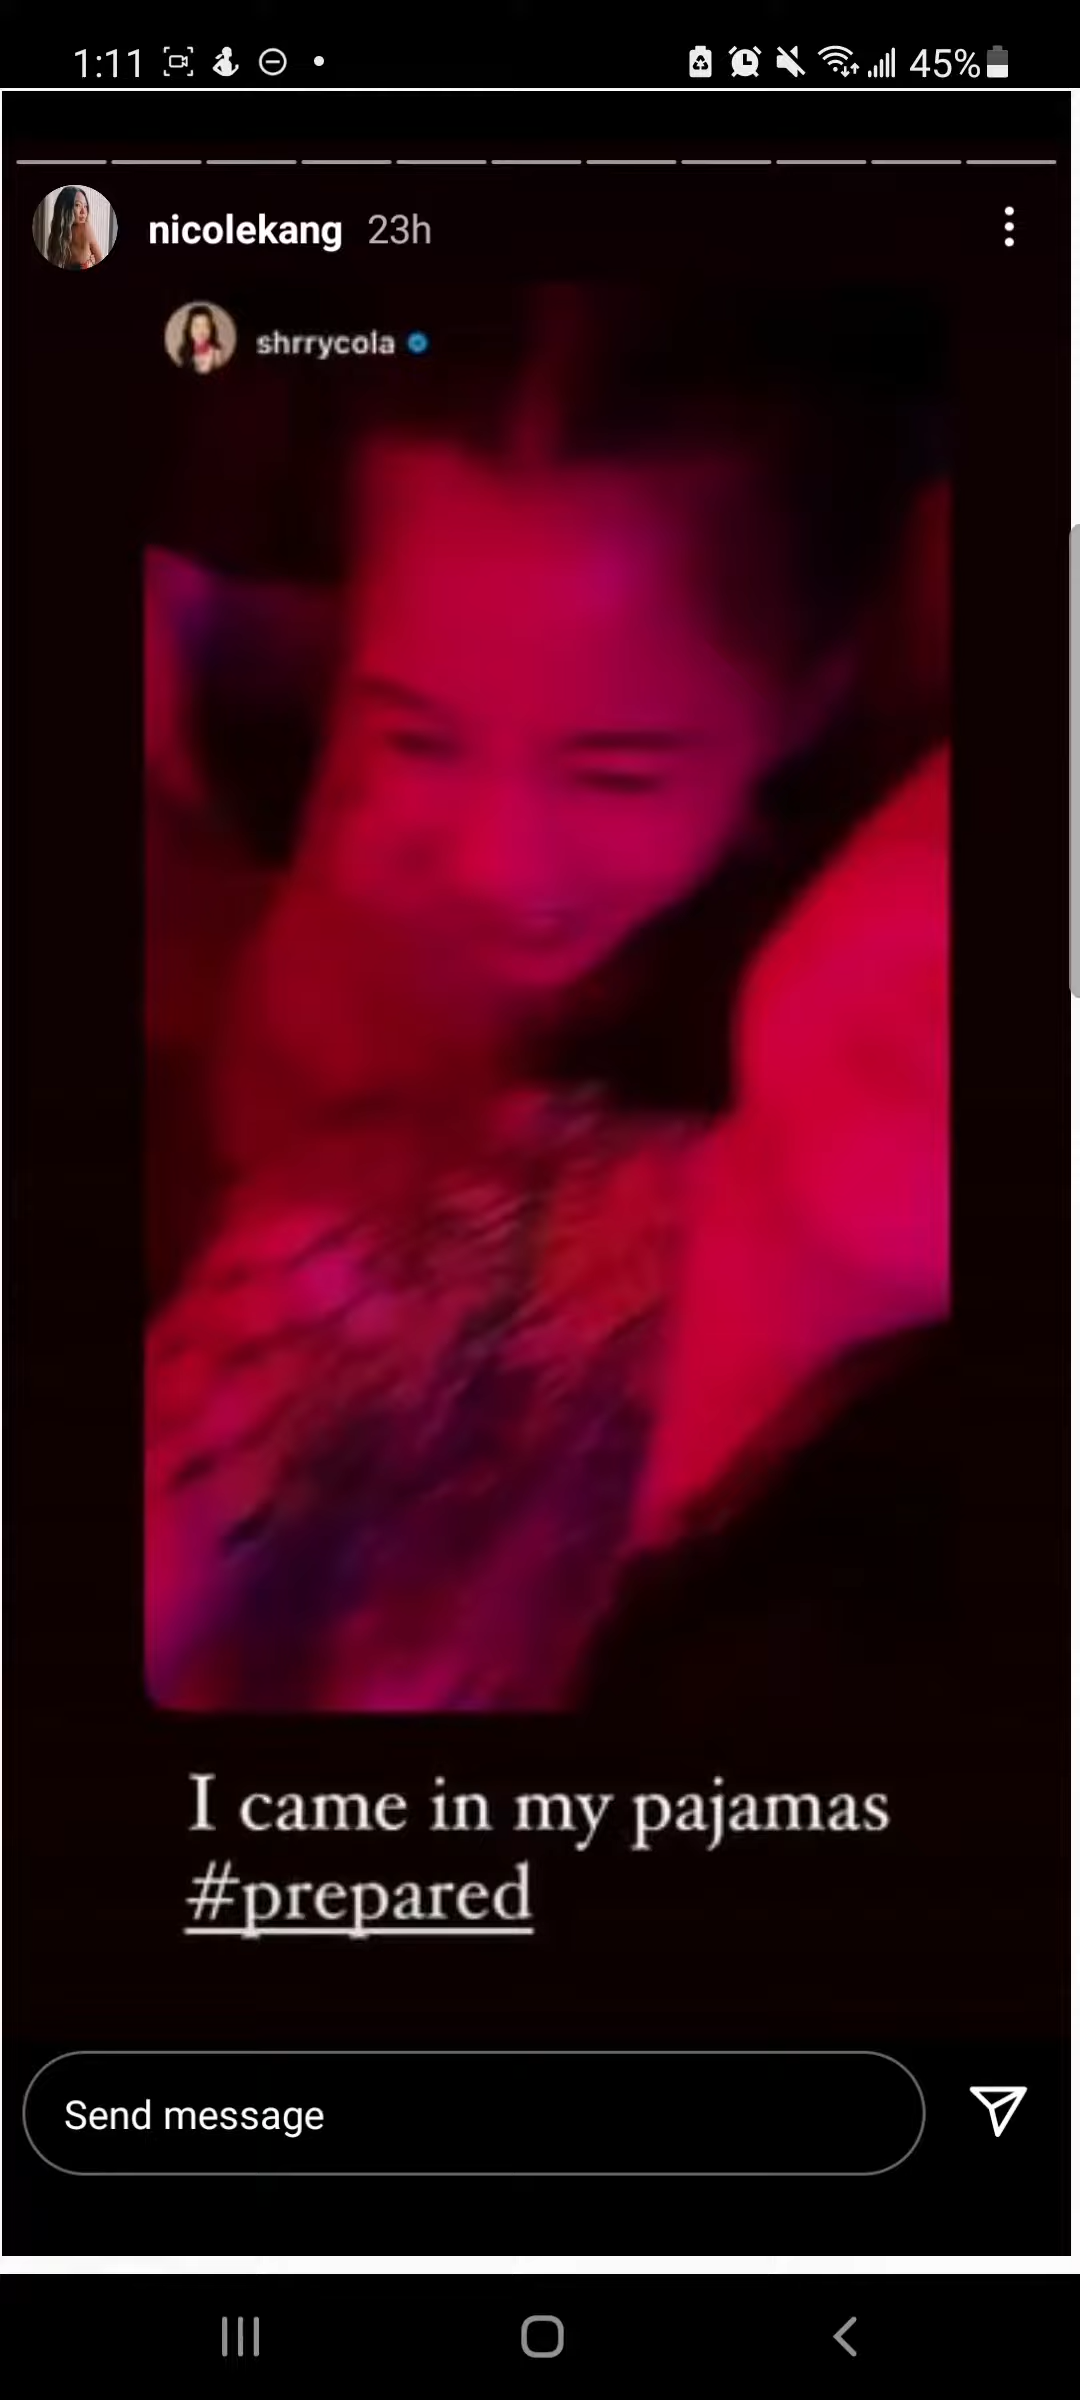 1:11 45%
nicolekang 23h
shrrycola
I came in my pajamas
#prepared
Send message